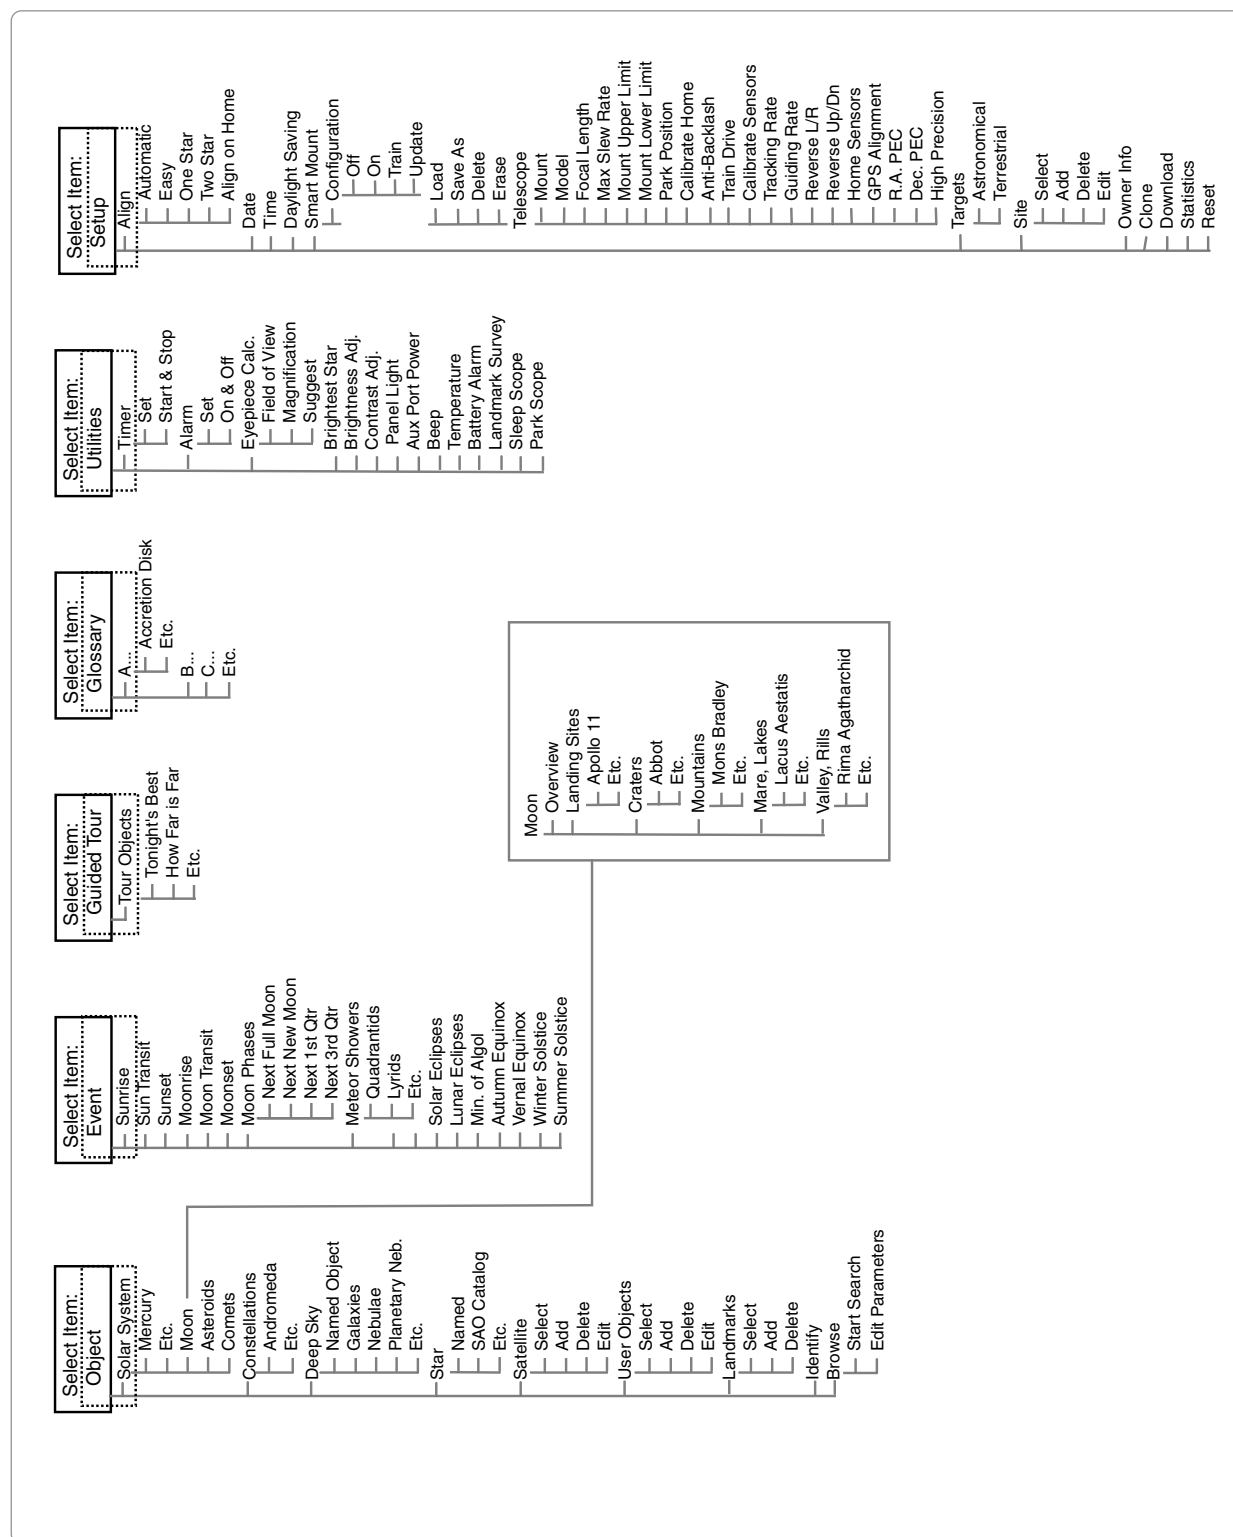 Select Item:
Object
Solar System
Mercury
Etc.
Moon
Asteroids
Comets
Constellations
Andromeda
Etc.
Deep Sky
Named Object
Galaxies
Nebulae
Planetary Neb.
Etc.
Star
Named
SAO Catalog
Etc.
Satellite
Select
Add
Delete
Edit
User Objects
Select
Add
Delete
Edit
Landmarks
Select
Add
Delete
Identify
Browse
Start Search
Edit Parameters
Select Item:
Event
Sunrise
Sun Transit
Sunset
Moonrise
Moon Transit
Moonset
Moon Phases
Next Full Moon
Next New Moon
Next 1st Qtr
Next 3rd Qtr
Meteor Showers
Quadrantids
Lyrids
Etc.
Solar Eclipses
Lunar Eclipses
Min. of Algol
Autumn Equinox
Vernal Equinox
Winter Solstice
Summer Solstice
Moon
Overview
Landing Sites
Apollo 11
Etc.
Craters
Abbot
Etc.
Mountains
Mons Bradley
Etc.
Mare, Lakes
Lacus Aestatis
Etc.
Valley, Rills
Rima Agatharchid
Etc.
Select Item:
Guided Tour
Tour Objects
Tonight's Best
How Far is Far
Etc.
Select Item:
Glossary
A...
Accretion Disk
Etc.
B...
C...
Etc.
Select Item:
Utilities
Timer
Set
Start & Stop
Alarm
Set
On & Off
Eyepiece Calc.
Field of View
Magnification
Suggest
Brightest Star
Brightness Adj.
Contrast Adj.
Panel Light
Aux Port Power
Beep
Temperature
Battery Alarm
Landmark Survey
Sleep Scope
Park Scope
Select Item:
Setup
Align
Automatic
Easy
One Star
Two Star
Align on Home
Date
Time
Daylight Saving
Smart Mount
Configuration
Off
On
Train
Update
Load
Save As
Delete
Erase
Telescope
Mount
Model
Focal Length
Max Slew Rate
Mount Upper Limit
Mount Lower Limit
Park Position
Calibrate Home
Anti-Backlash
Train Drive
Calibrate Sensors
Tracking Rate
Guiding Rate
Reverse L/R
Reverse Up/Dn
Home Sensors
GPS Alignment
R.A. PEC
Dec. PEC
High Precision
Targets
Astronomical
Terrestrial
Site
Select
Add
Delete
Edit
Owner Info
Clone
Download
Statistics
Reset